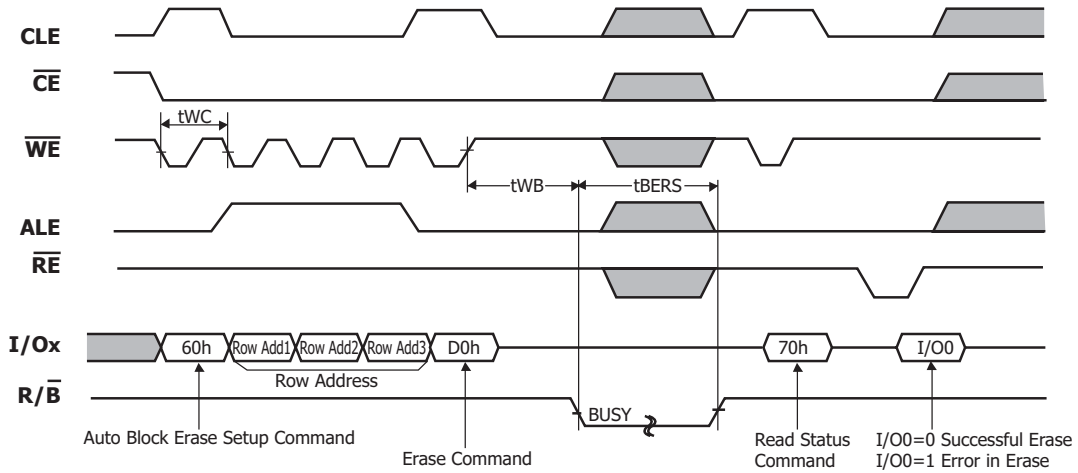 CLE
CE
tWC
WE
tWB
tBERS
ALE
RE
I/Ox
60h
Row Add1
Row Add2
Row Add3
D0h
70h
I/O0
Row Address
R/B
BUSY
Auto Block Erase Setup Command
Erase Command
Read Status
Command
I/O0=0 Successful Erase
I/O0=1 Error in Erase